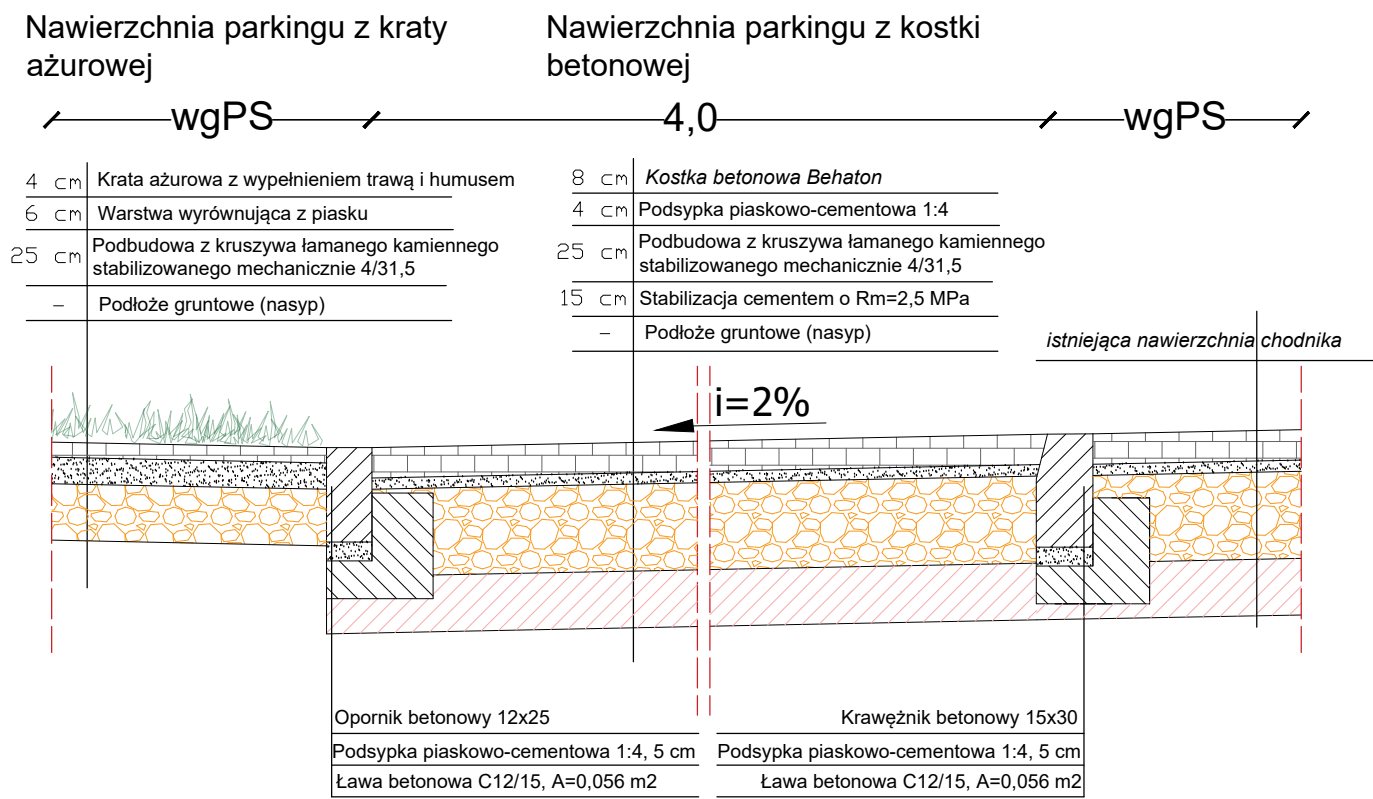 Nawierzchnia parkingu z kraty
ażurowej
Nawierzchnia parkingu z kostki
betonowej
wgPS
4,0
wgPS
4 cm Krata ażurowa z wypełnieniem trawą i humusem
6 cm Warstwa wyrównująca z piasku
25 cm Podbudowa z kruszywa łamanego kamiennego
stabilizowanego mechanicznie 4/31,5
– Podłoże gruntowe (nasyp)
8 cm Kostka betonowa Behaton
4 cm Podsypka piaskowo-cementowa 1:4
25 cm Podbudowa z kruszywa łamanego kamiennego
stabilizowanego mechanicznie 4/31,5
15 cm Stabilizacja cementem o Rm=2,5 MPa
– Podłoże gruntowe (nasyp)
istniejąca nawierzchnia chodnika
i=2%
Opornik betonowy 12x25
Podsypka piaskowo-cementowa 1:4, 5 cm
Ława betonowa C12/15, A=0,056 m2
Krawężnik betonowy 15x30
Podsypka piaskowo-cementowa 1:4, 5 cm
Ława betonowa C12/15, A=0,056 m2